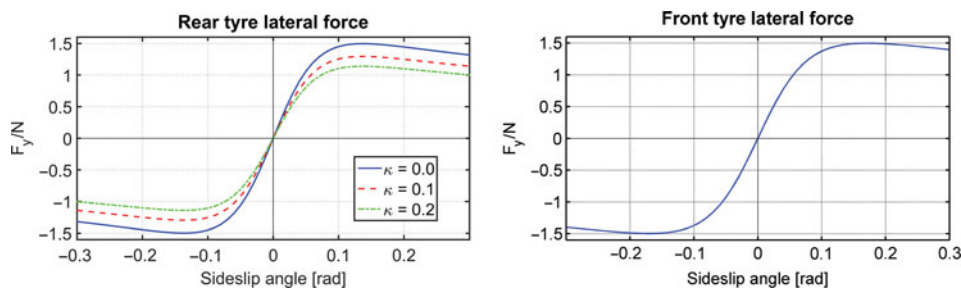 Rear tyre lateral force
1.5
1
0.5
0
−0.5
−1
−1.5
F_y/N
κ = 0.0
κ = 0.1
κ = 0.2
−0.3 −0.2 −0.1 0 0.1 0.2
Sideslip angle [rad]
Front tyre lateral force
1.5
1
0.5
0
−0.5
−1
−1.5
F_y/N
−0.2 −0.1 0 0.1 0.2 0.3
Sideslip angle [rad]